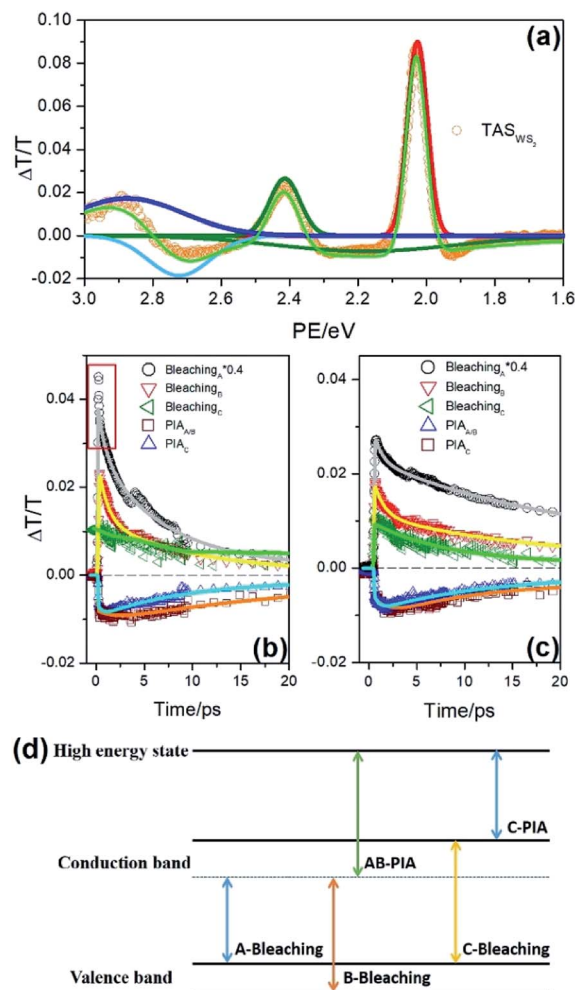 (a)
0.10
0.08
0.06
0.04
0.02
0.00
-0.02
ΔT/T
TAS_WS₂
3.0 2.8 2.6 2.4 2.2 2.0 1.8 1.6
PE/eV
Bleaching_A*0.4
Bleaching_B
Bleaching_C
PIA_A/B
PIA_C
0.04
0.02
0.00
-0.02
ΔT/T
(b)
0 5 10 15 20
Time/ps
Bleaching_A*0.4
Bleaching_B
Bleaching_C
PIA_A/B
PIA_C
0.04
0.02
0.00
-0.02
(c)
0 5 10 15 20
Time/ps
(d)
High energy state
C-PIA
AB-PIA
Conduction band
A-Bleaching
C-Bleaching
B-Bleaching
Valence band